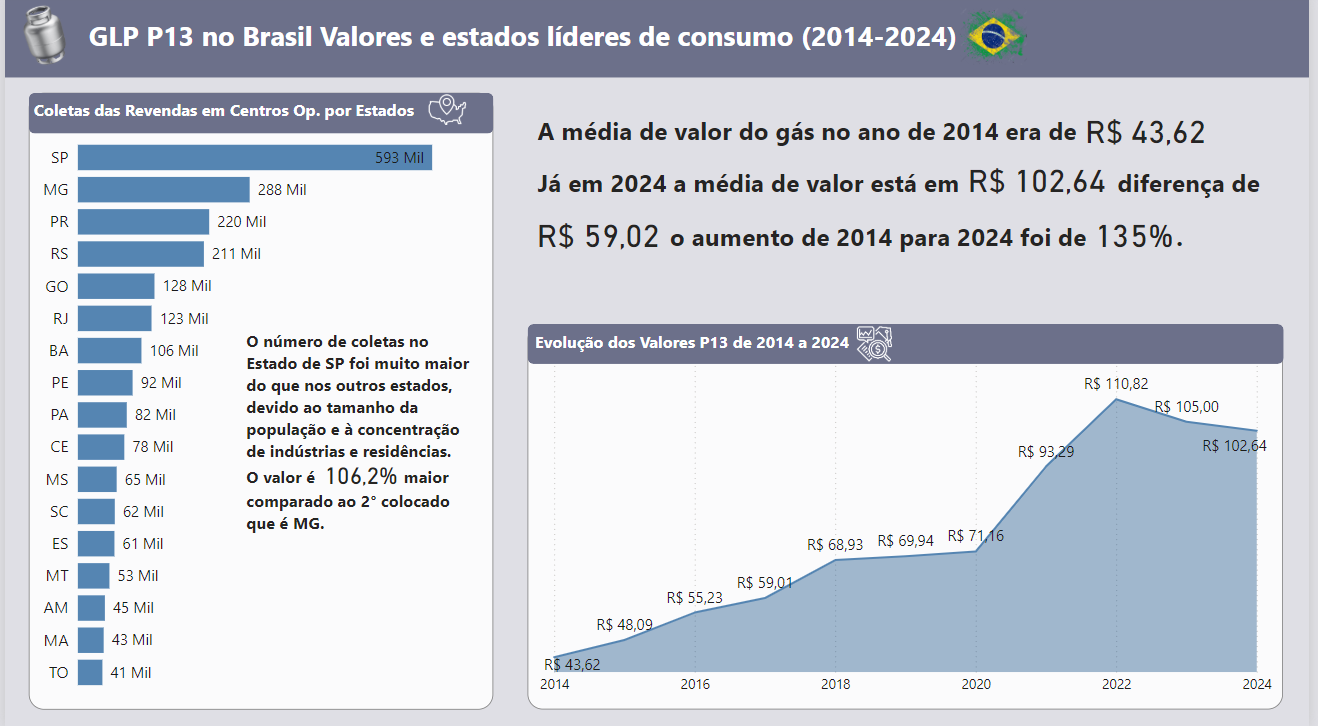 GLP P13 no Brasil Valores e estados líderes de consumo (2014-2024)
Coletas das Revendas em Centros Op. por Estados
SP 593 Mil
MG 288 Mil
PR 220 Mil
RS 211 Mil
GO 128 Mil
RJ 123 Mil
BA 106 Mil
PE 92 Mil
PA 82 Mil
CE 78 Mil
MS 65 Mil
SC 62 Mil
ES 61 Mil
MT 53 Mil
AM 45 Mil
MA 43 Mil
TO 41 Mil
O número de coletas no
Estado de SP foi muito maior
do que nos outros estados,
devido ao tamanho da
população e à concentração
de indústrias e residências.
O valor é 106,2% maior
comparado ao 2° colocado
que é MG.
A média de valor do gás no ano de 2014 era de R$ 43,62
Já em 2024 a média de valor está em R$ 102,64 diferença de
R$ 59,02 o aumento de 2014 para 2024 foi de 135%.
Evolução dos Valores P13 de 2014 a 2024
R$ 43,62
R$ 48,09
R$ 55,23
R$ 59,01
R$ 68,93
R$ 69,94
R$ 71,16
R$ 93,29
R$ 110,82
R$ 105,00
R$ 102,64
2014 2016 2018 2020 2022 2024